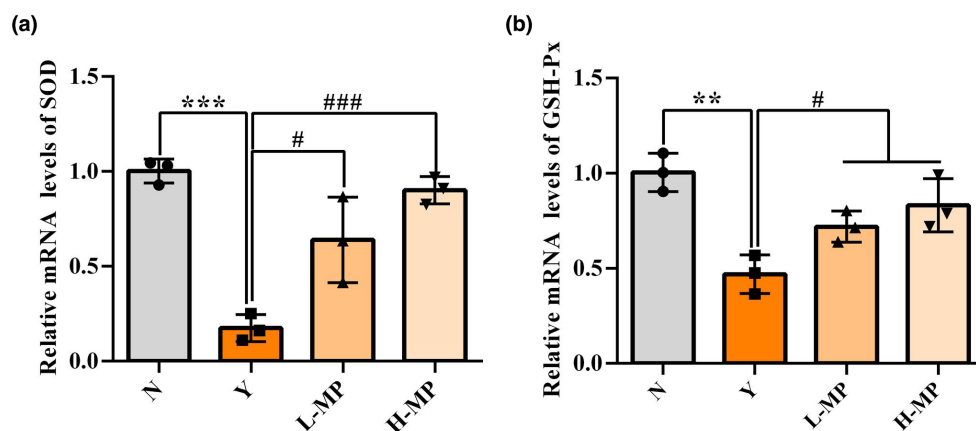 (a)
Relative mRNA levels of SOD
1.5
1.0
0.5
0.0
***
###
#
N
Y
L-MP
H-MP
(b)
Relative mRNA levels of GSH-Px
1.5
1.0
0.5
0.0
**
#
N
Y
L-MP
H-MP